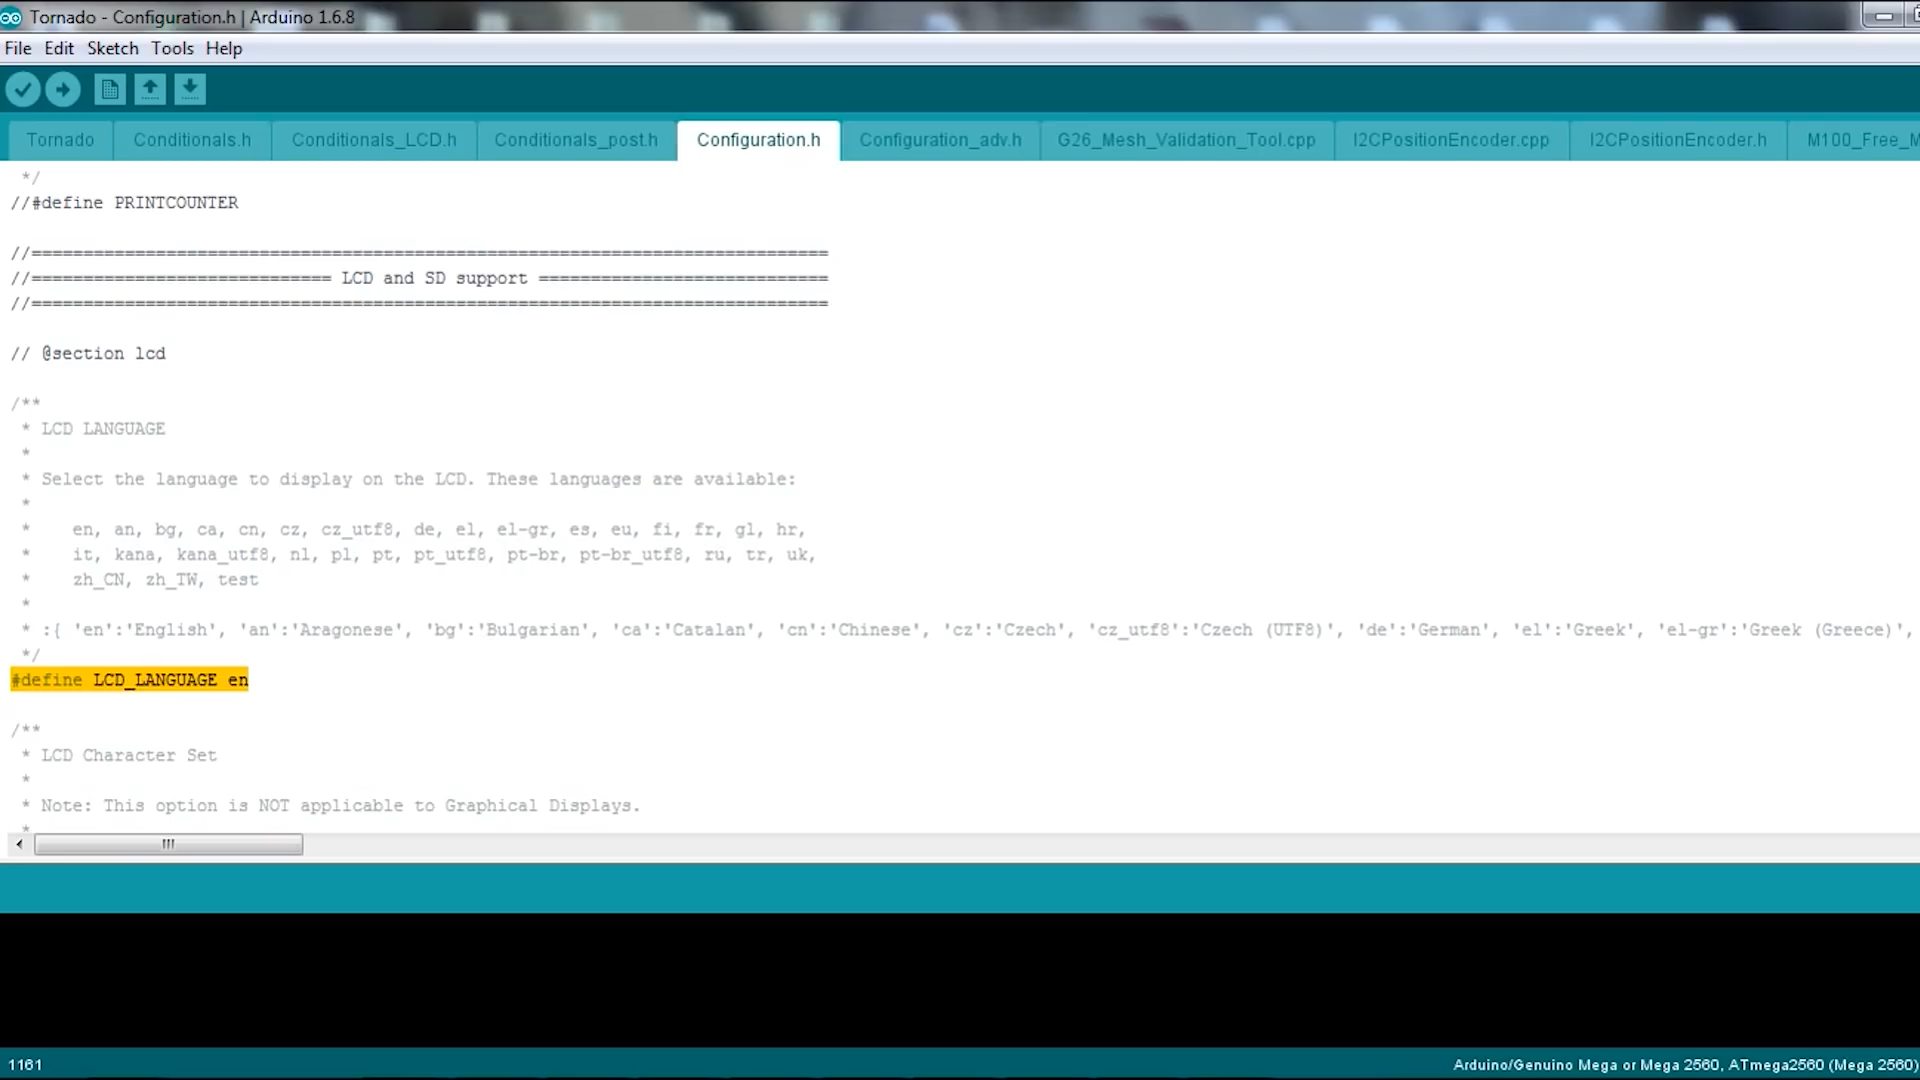 Tornado - Configuration.h | Arduino 1.6.8
File Edit Sketch Tools Help
Tornado Conditionals.h Conditionals_LCD.h Conditionals_post.h Configuration.h Configuration_adv.h G26_Mesh_Validation_Tool.cpp I2CPositionEncoder.cpp I2CPositionEncoder.h M100_Free_M
*/
//#define PRINTCOUNTER
//=============================================================================
//============================= LCD and SD support ============================
//=============================================================================
// @section lcd
/**
* LCD LANGUAGE
*
* Select the language to display on the LCD. These languages are available:
*
* en, an, bg, ca, cn, cz, cz_utf8, de, el, el-gr, es, eu, fi, fr, gl, hr,
* it, kana, kana_utf8, nl, pl, pt, pt_utf8, pt-br, pt-br_utf8, ru, tr, uk,
* zh_CN, zh_TW, test
*
* :{ 'en':'English', 'an':'Aragonese', 'bg':'Bulgarian', 'ca':'Catalan', 'cn':'Chinese', 'cz':'Czech', 'cz_utf8':'Czech (UTF8)', 'de':'German', 'el':'Greek', 'el-gr':'Greek (Greece)',
*/
#define LCD_LANGUAGE en
/**
* LCD Character Set
*
* Note: This option is NOT applicable to Graphical Displays.
*
1161
Arduino/Genuino Mega or Mega 2560, ATmega2560 (Mega 2560)